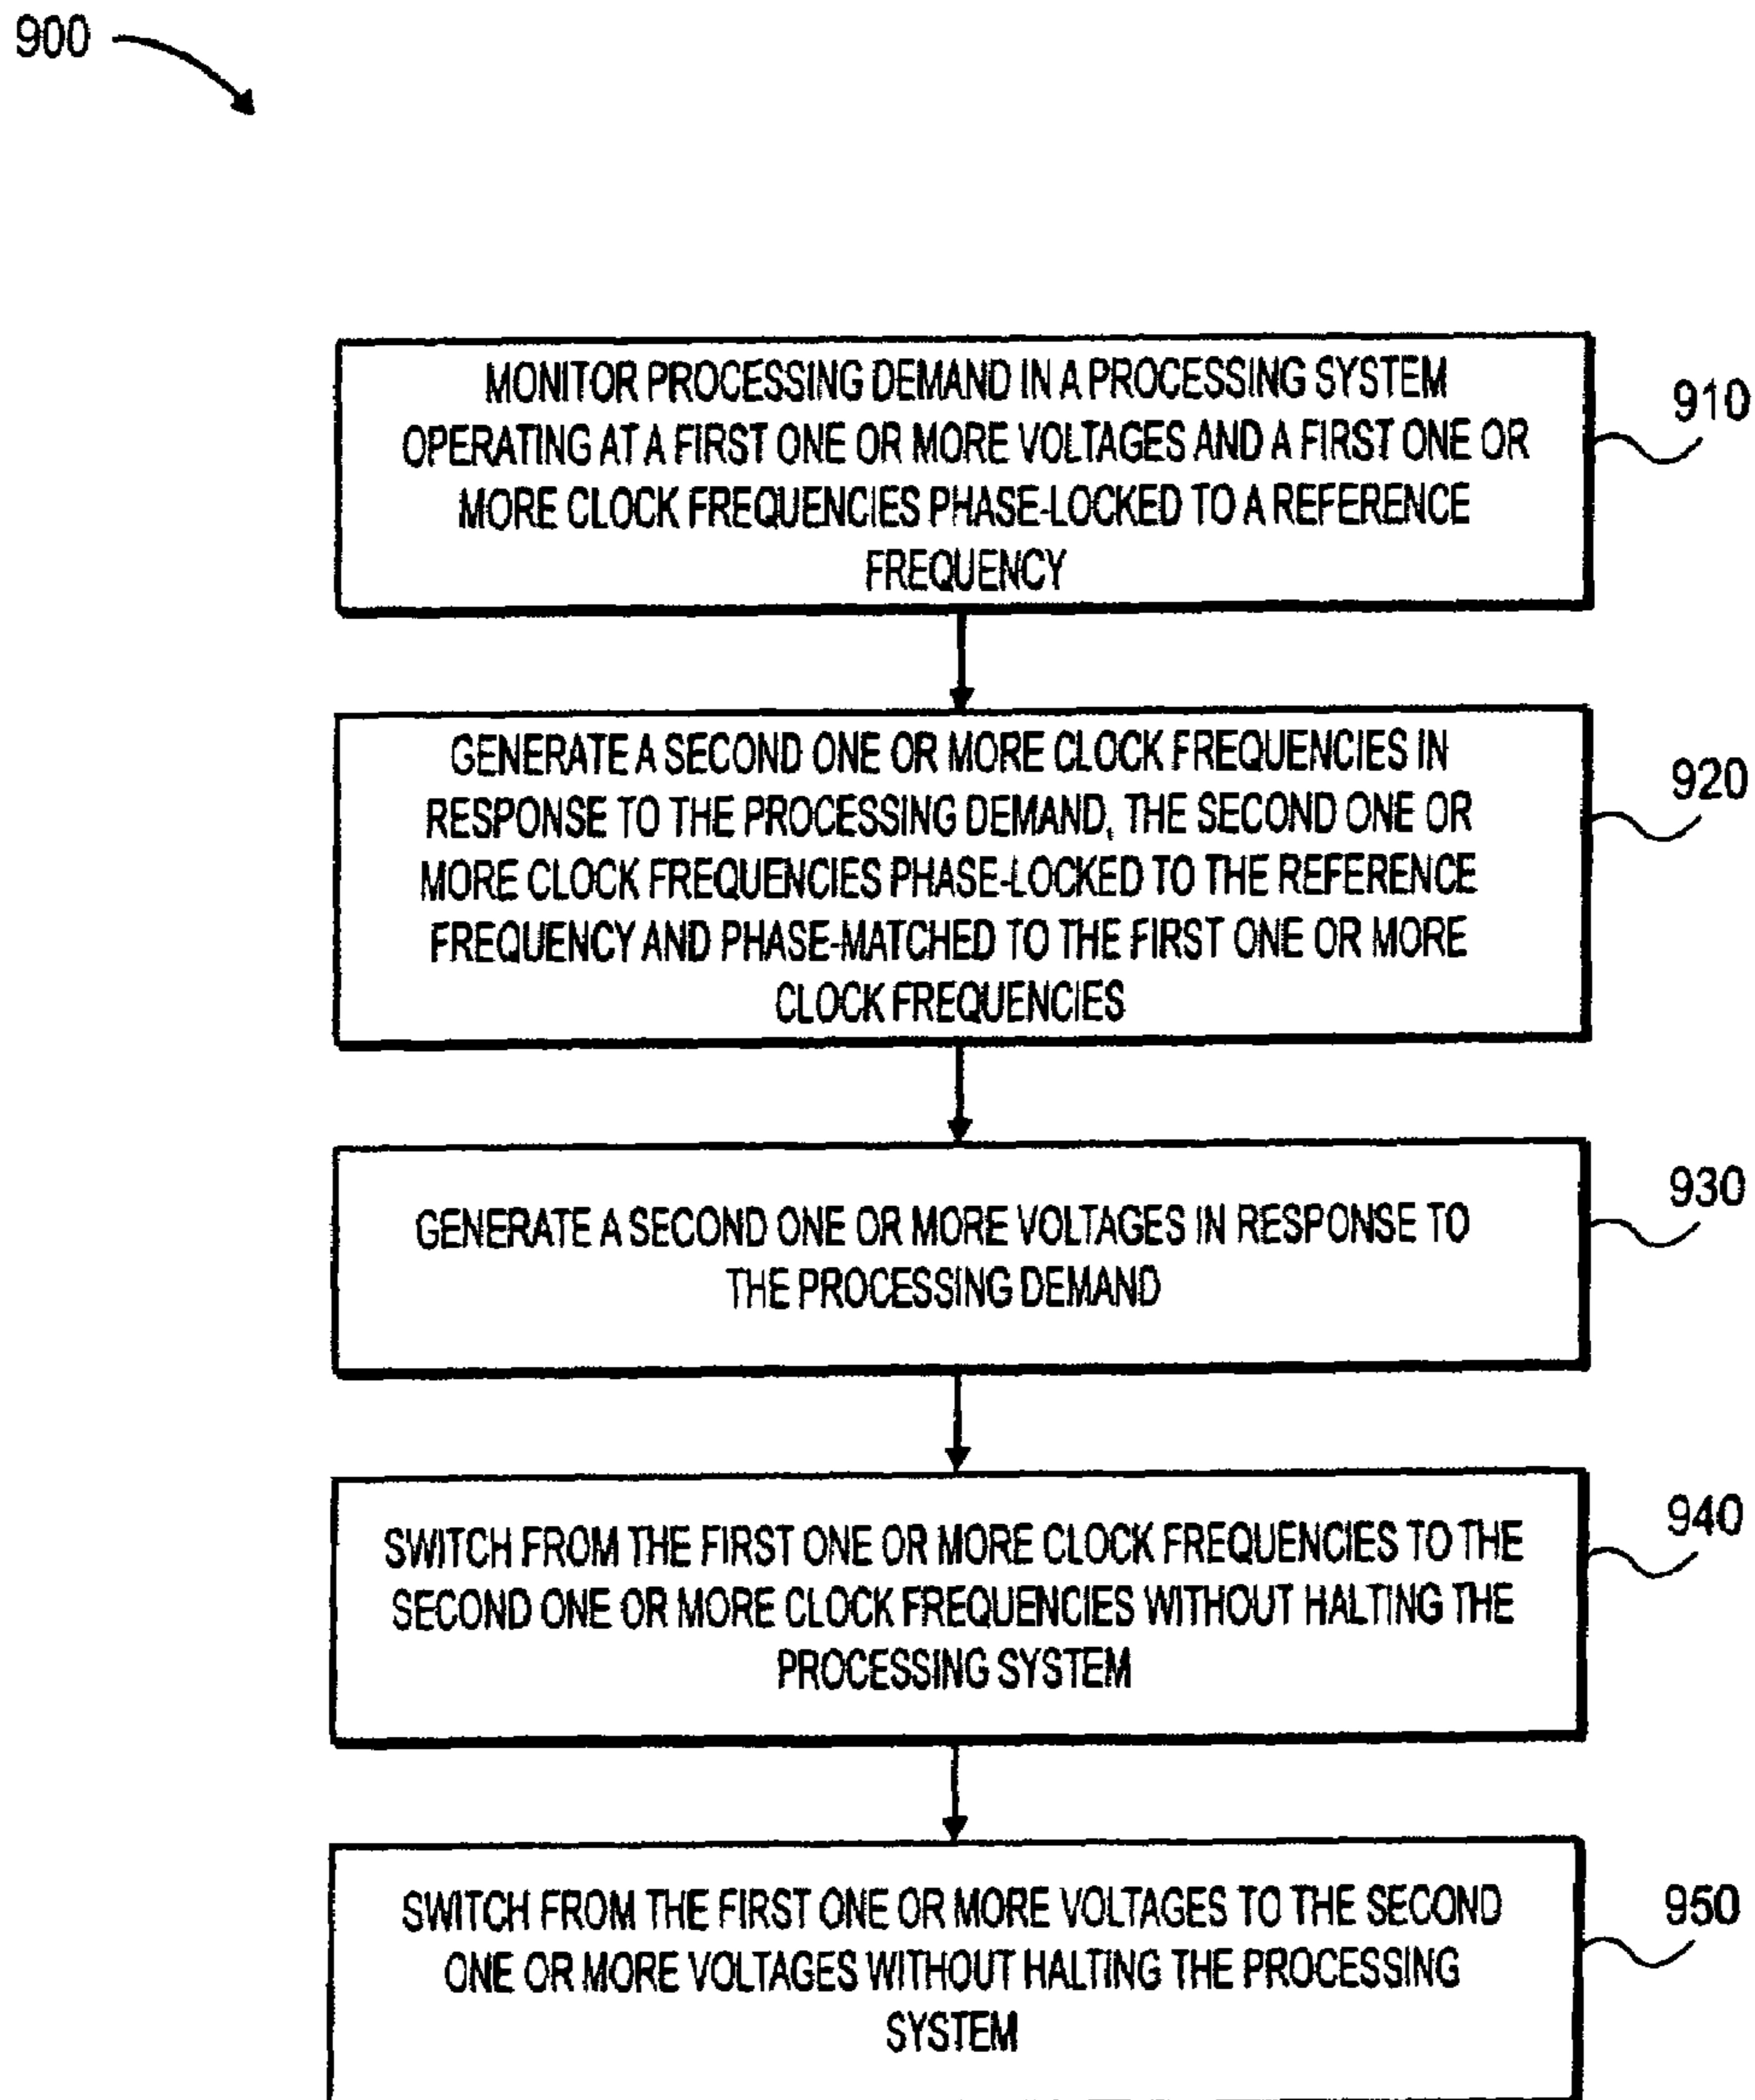 900
MONITOR PROCESSING DEMAND IN A PROCESSING SYSTEM
OPERATING AT A FIRST ONE OR MORE VOLTAGES AND A FIRST ONE OR
MORE CLOCK FREQUENCIES PHASE-LOCKED TO A REFERENCE
FREQUENCY
910
GENERATE A SECOND ONE OR MORE CLOCK FREQUENCIES IN
RESPONSE TO THE PROCESSING DEMAND, THE SECOND ONE OR
MORE CLOCK FREQUENCIES PHASE-LOCKED TO THE REFERENCE
FREQUENCY AND PHASE-MATCHED TO THE FIRST ONE OR MORE
CLOCK FREQUENCIES
920
GENERATE A SECOND ONE OR MORE VOLTAGES IN RESPONSE TO
THE PROCESSING DEMAND
930
SWITCH FROM THE FIRST ONE OR MORE CLOCK FREQUENCIES TO THE
SECOND ONE OR MORE CLOCK FREQUENCIES WITHOUT HALTING THE
PROCESSING SYSTEM
940
SWITCH FROM THE FIRST ONE OR MORE VOLTAGES TO THE SECOND
ONE OR MORE VOLTAGES WITHOUT HALTING THE PROCESSING
SYSTEM
950